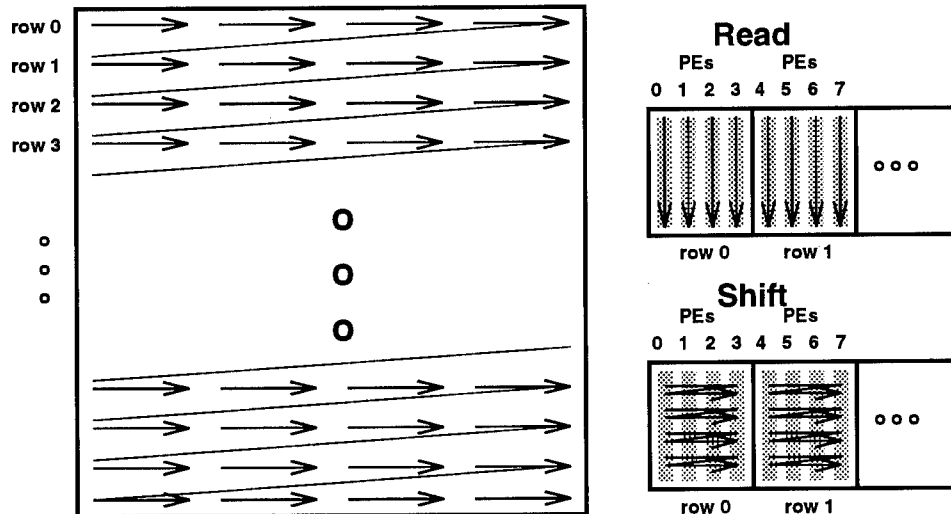 row 0
row 1
row 2
row 3
Read
PEs
0 1 2 3 4 5 6 7
row 0 row 1
Shift
PEs PEs
0 1 2 3 4 5 6 7
row 0 row 1